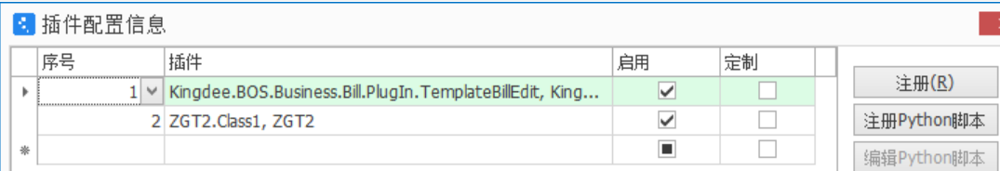 插件配置信息
序号 插件 启用 定制
1 Kingdee.BOS.Business.Bill.PlugIn.TemplateBillEdit, King...
2 ZGT2.Class1, ZGT2
注册(R)
注册Python脚本
编辑Python脚本